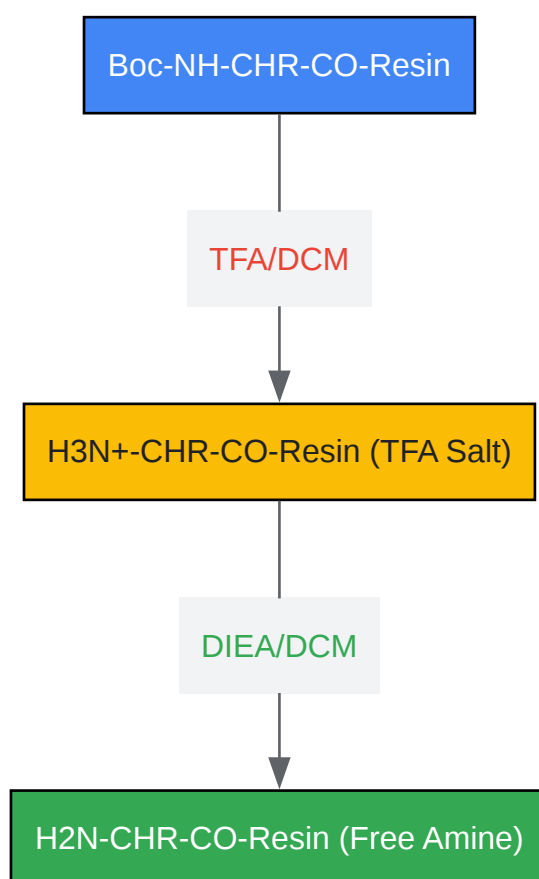 Boc-NH-CHR-CO-Resin
TFA/DCM
H3N+-CHR-CO-Resin (TFA Salt)
DIEA/DCM
H2N-CHR-CO-Resin (Free Amine)